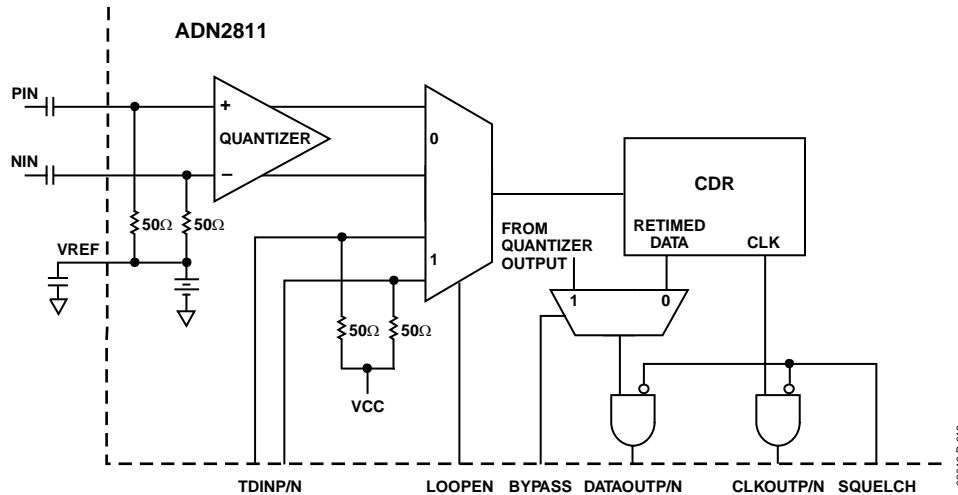 ADN2811
PIN
+
QUANTIZER
0
NIN
−
CDR
50Ω
50Ω
VREF
FROM
QUANTIZER
OUTPUT
RETIMED
DATA
CLK
1
1
0
50Ω
50Ω
VCC
TDINP/N
LOOPEN
BYPASS
DATAOUTP/N
CLKOUTP/N
SQUELCH